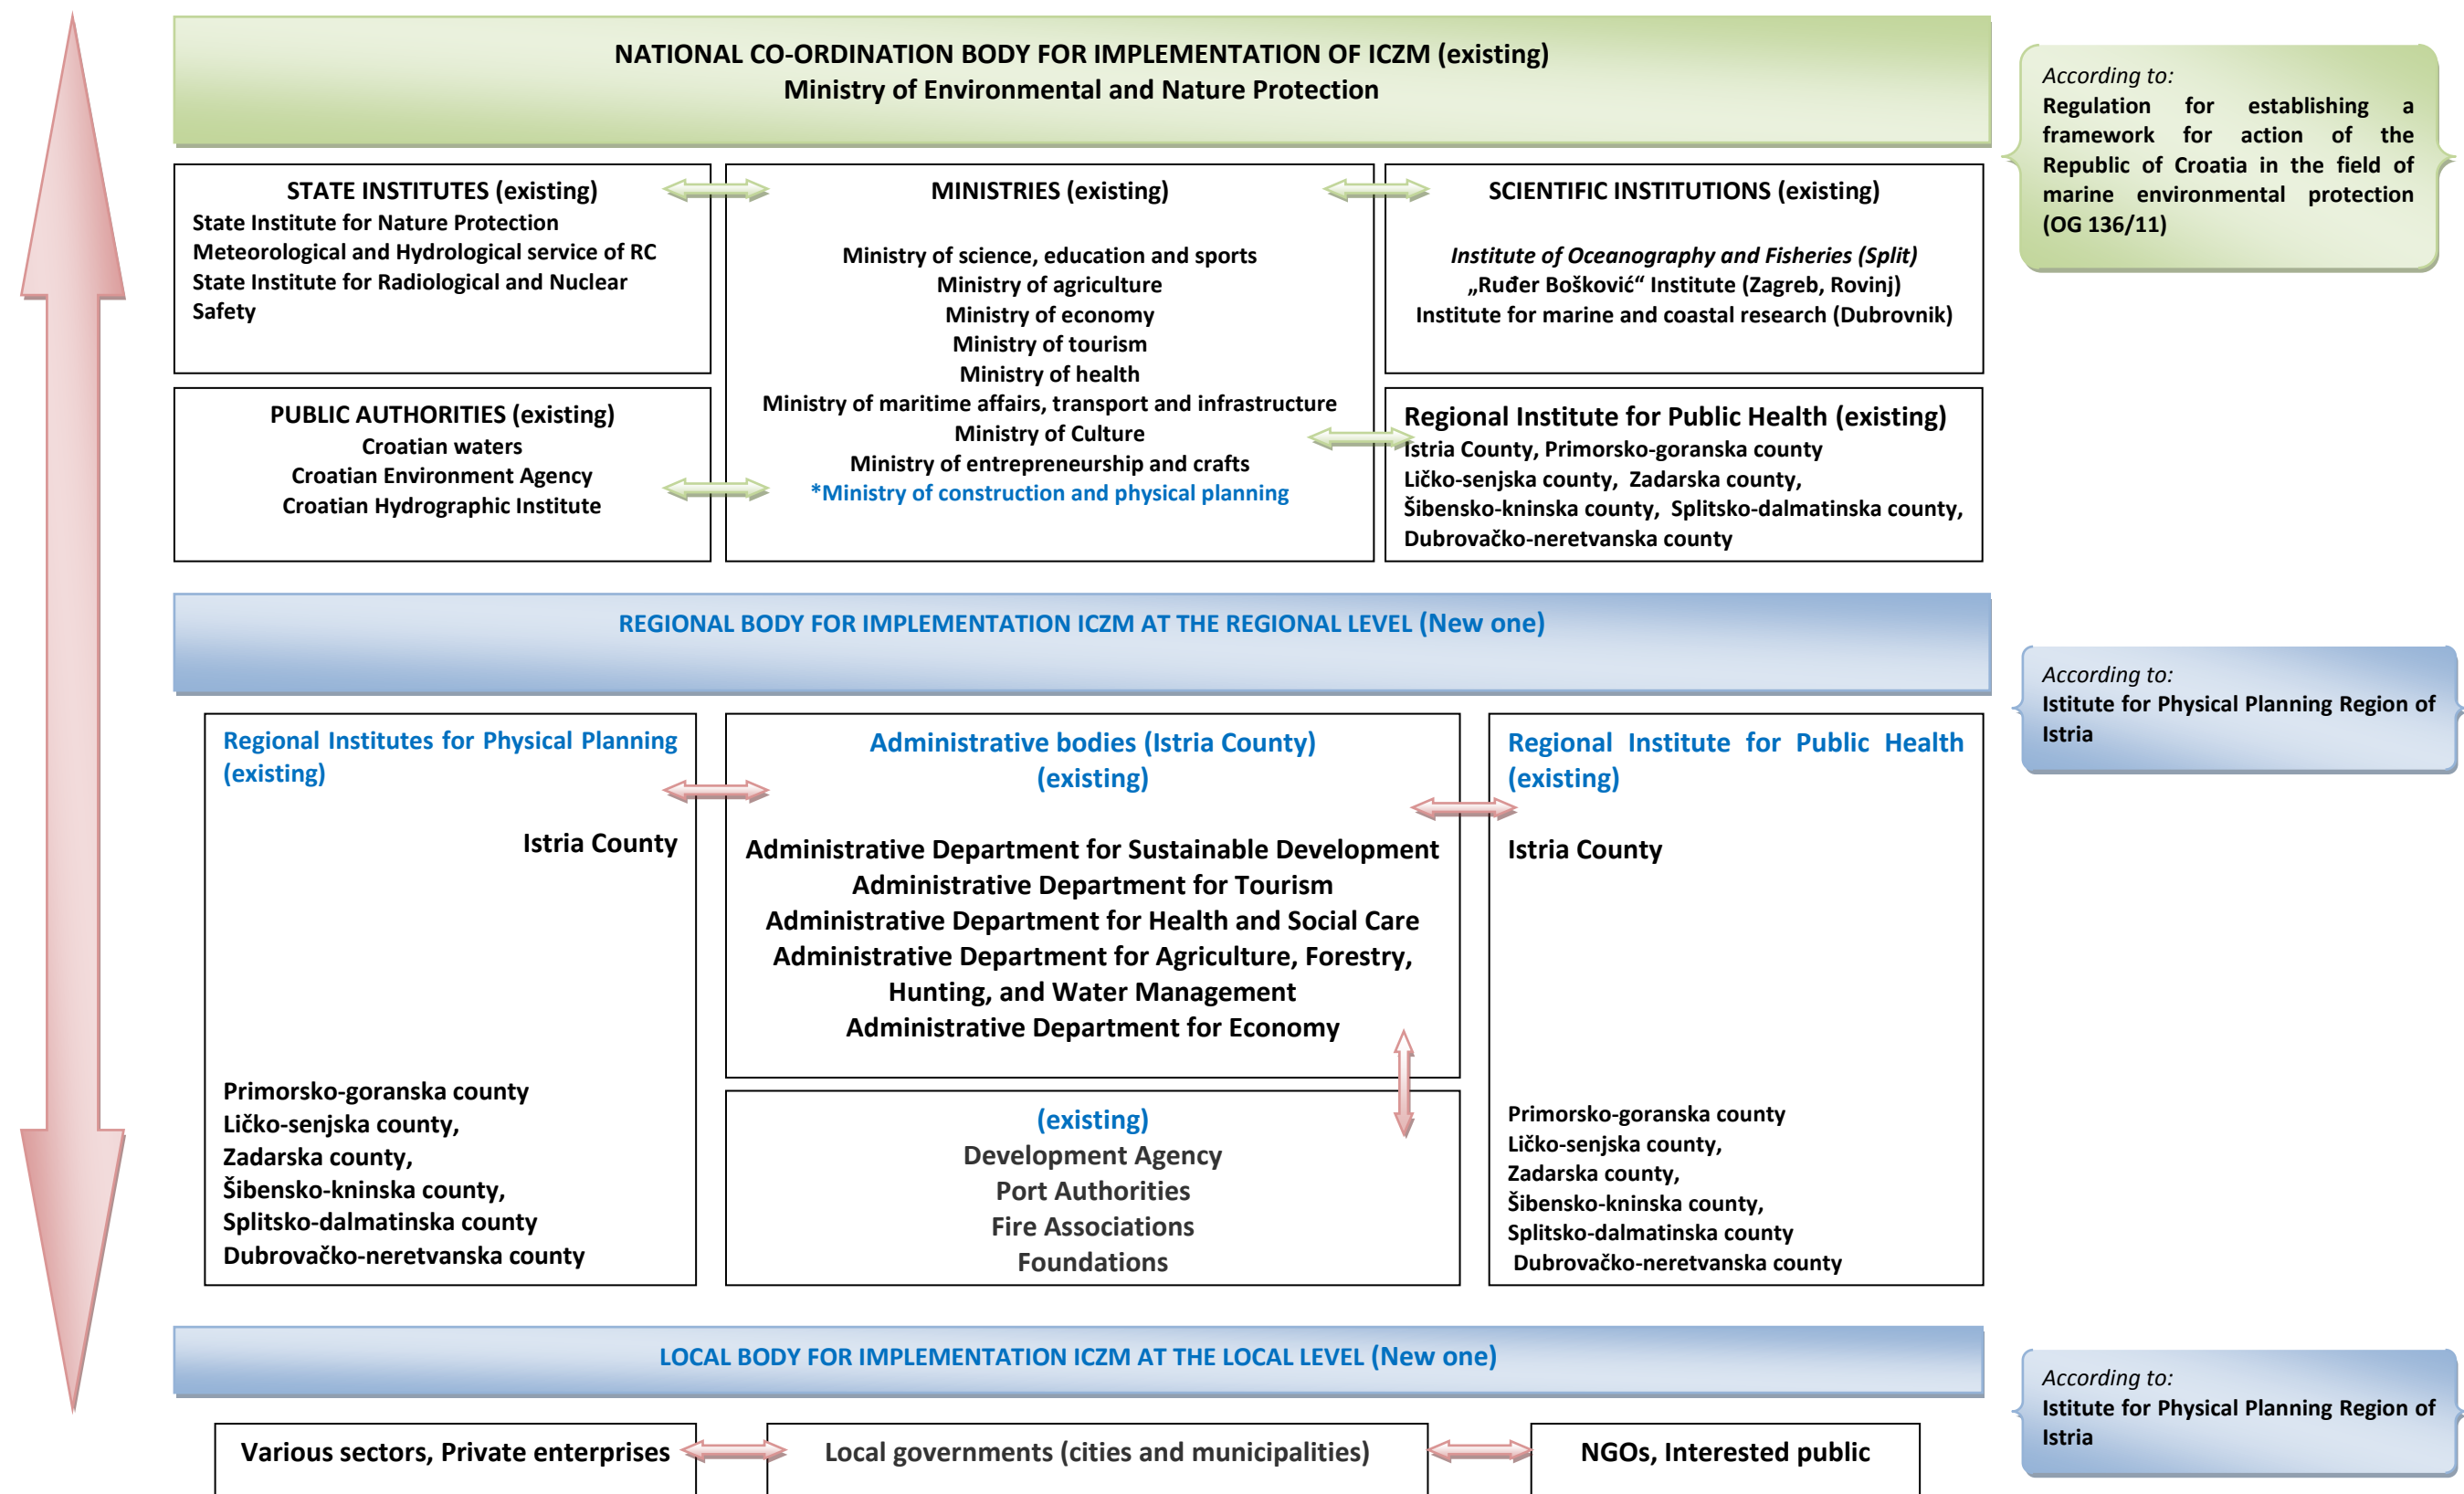 NATIONAL CO-ORDINATION BODY FOR IMPLEMENTATION OF ICZM (existing)
Ministry of Environmental and Nature Protection
According to:
Regulation for establishing a
framework for action of the
Republic of Croatia in the field of
marine environmental protection
(OG 136/11)
STATE INSTITUTES (existing)
State Institute for Nature Protection
Meteorological and Hydrological service of RC
State Institute for Radiological and Nuclear
Safety
MINISTRIES (existing)
Ministry of science, education and sports
Ministry of agriculture
Ministry of economy
Ministry of tourism
Ministry of health
Ministry of maritime affairs, transport and infrastructure
Ministry of Culture
Ministry of entrepreneurship and crafts
*Ministry of construction and physical planning
SCIENTIFIC INSTITUTIONS (existing)
Institute of Oceanography and Fisheries (Split)
„Ruđer Bošković“ Institute (Zagreb, Rovinj)
Institute for marine and coastal research (Dubrovnik)
PUBLIC AUTHORITIES (existing)
Croatian waters
Croatian Environment Agency
Croatian Hydrographic Institute
Regional Institute for Public Health (existing)
Istria County, Primorsko-goranska county
Ličko-senjska county, Zadarska county,
Šibensko-kninska county, Splitsko-dalmatinska county,
Dubrovačko-neretvanska county
REGIONAL BODY FOR IMPLEMENTATION ICZM AT THE REGIONAL LEVEL (New one)
According to:
Istitute for Physical Planning Region of
Istria
Regional Institutes for Physical Planning
(existing)
Istria County
Primorsko-goranska county
Ličko-senjska county,
Zadarska county,
Šibensko-kninska county,
Splitsko-dalmatinska county
Dubrovačko-neretvanska county
Administrative bodies (Istria County)
(existing)
Administrative Department for Sustainable Development
Administrative Department for Tourism
Administrative Department for Health and Social Care
Administrative Department for Agriculture, Forestry,
Hunting, and Water Management
Administrative Department for Economy
(existing)
Development Agency
Port Authorities
Fire Associations
Foundations
Regional Institute for Public Health
(existing)
Istria County
Primorsko-goranska county
Ličko-senjska county,
Zadarska county,
Šibensko-kninska county,
Splitsko-dalmatinska county
Dubrovačko-neretvanska county
LOCAL BODY FOR IMPLEMENTATION ICZM AT THE LOCAL LEVEL (New one)
According to:
Istitute for Physical Planning Region of
Istria
Various sectors, Private enterprises
Local governments (cities and municipalities)
NGOs, Interested public